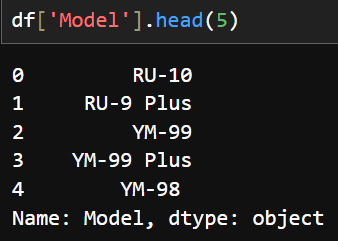 df['Model'].head(5)
0 RU-10
1 RU-9 Plus
2 YM-99
3 YM-99 Plus
4 YM-98
Name: Model, dtype: object